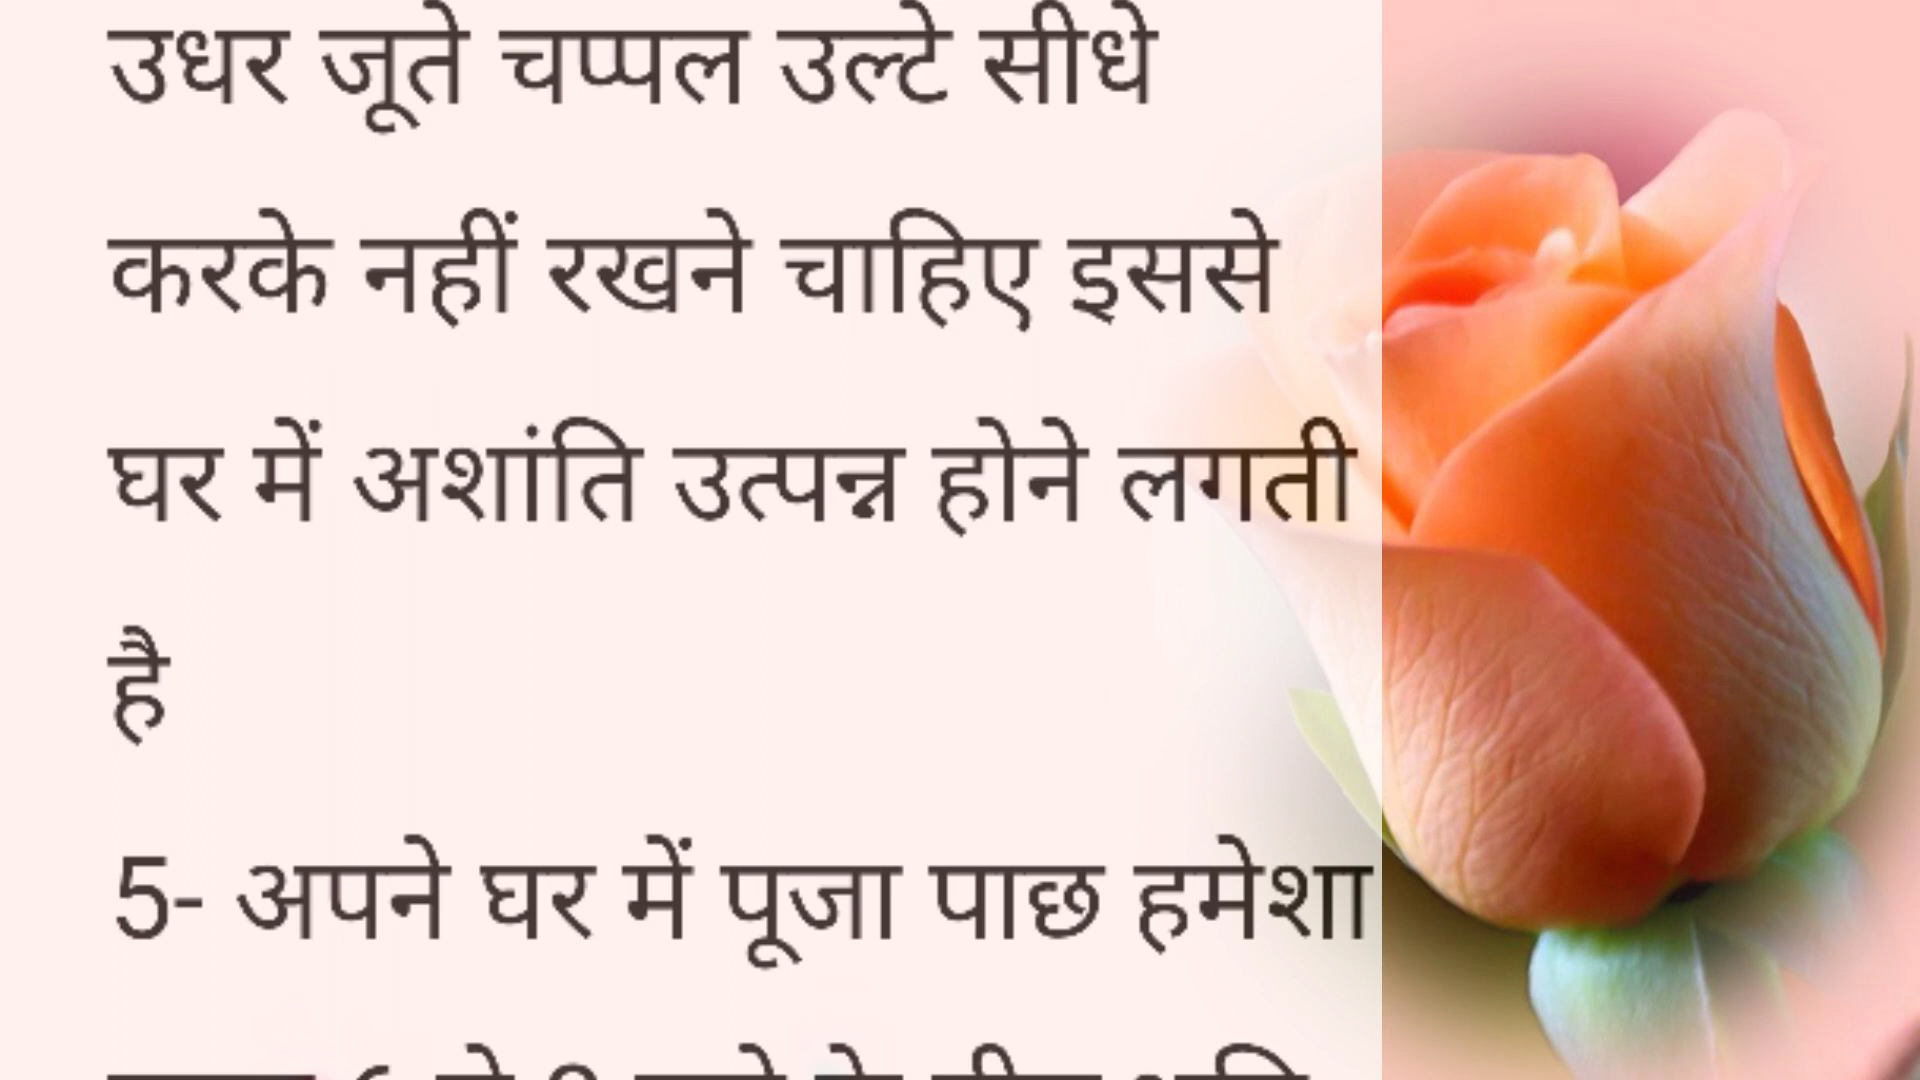 उधर जूते चप्पल उल्टे सीधे
करके नहीं रखने चाहिए इससे
घर में अशांति उत्पन्न होने लगती
है
5- अपने घर में पूजा पाछ हमेशा